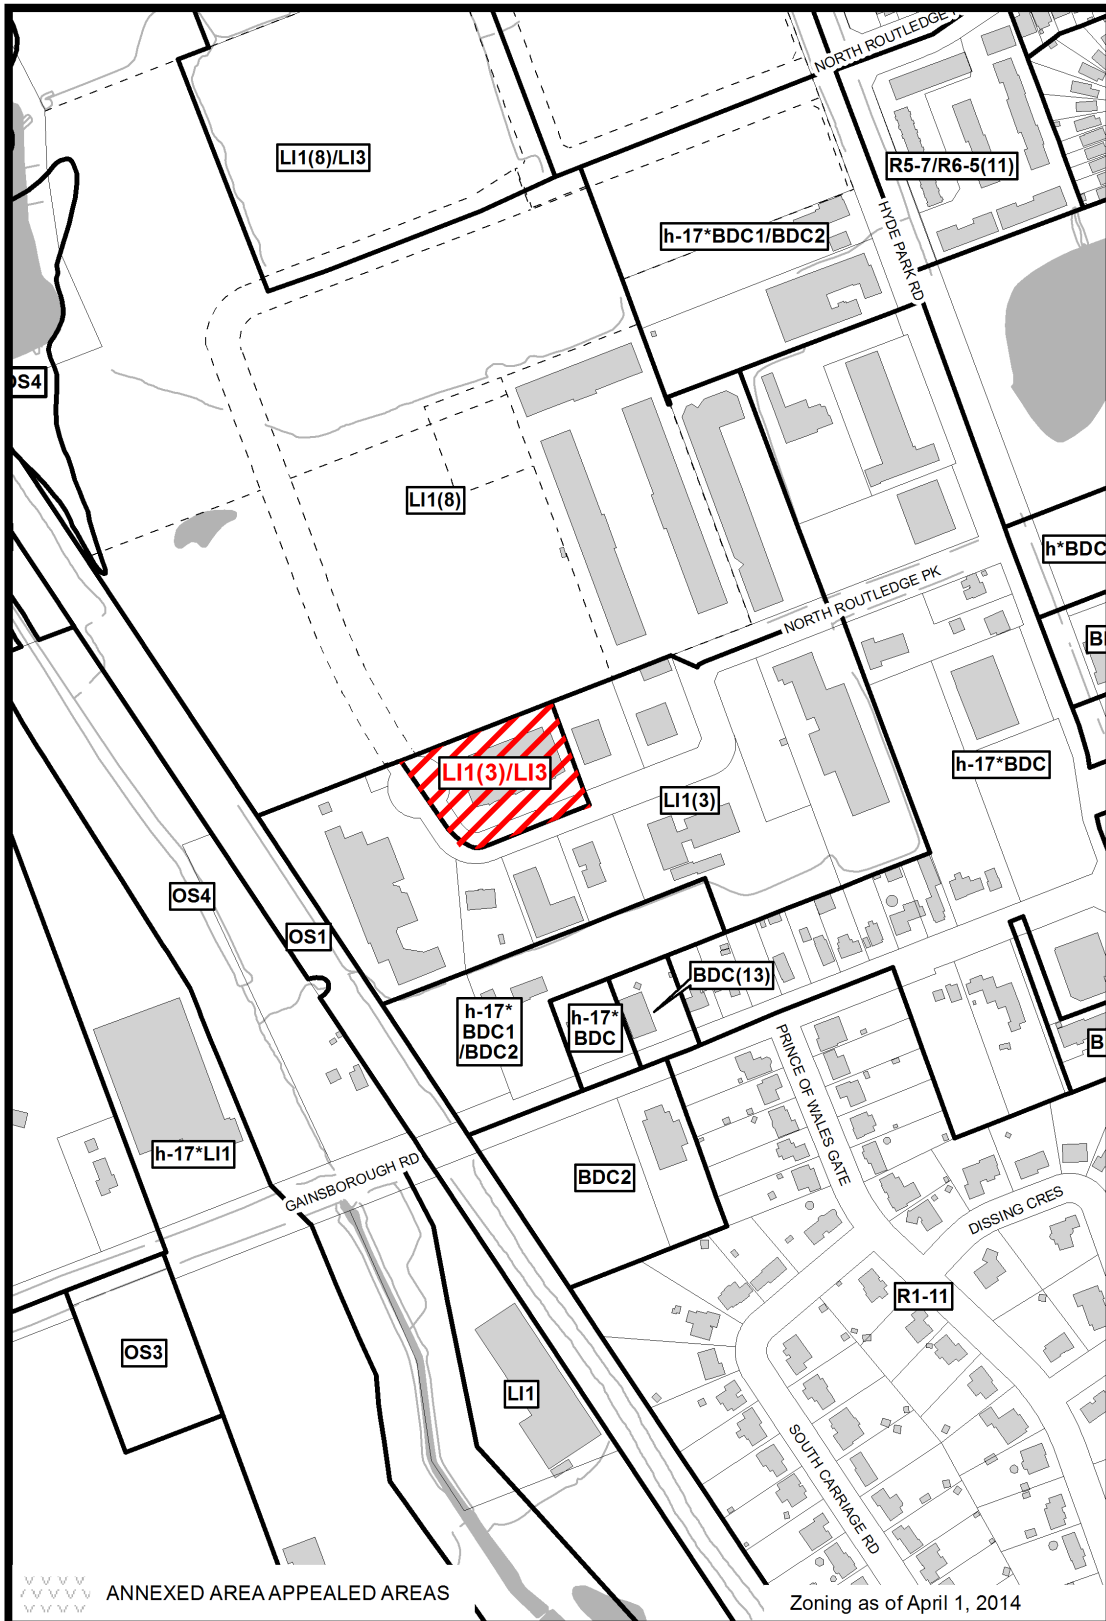 NORTH ROUTLEDGE
LI1(8)/LI3
R5-7/R6-5(11)
h-17*BDC1/BDC2
HYDE PARK RD
OS4
LI1(8)
h*BDC
NORTH ROUTLEDGE PK
LI1(3)/LI3
LI1(3)
h-17*BDC
OS4
OS1
BDC(13)
h-17*
BDC1
/BDC2
h-17*
BDC
PRINCE OF WALES GATE
B
h-17*LI1
GAINSBOROUGH RD
BDC2
DISSING CRES
R1-11
OS3
LI1
SOUTH CARRIAGE RD
ANNEXED AREA APPEALED AREAS
Zoning as of April 1, 2014